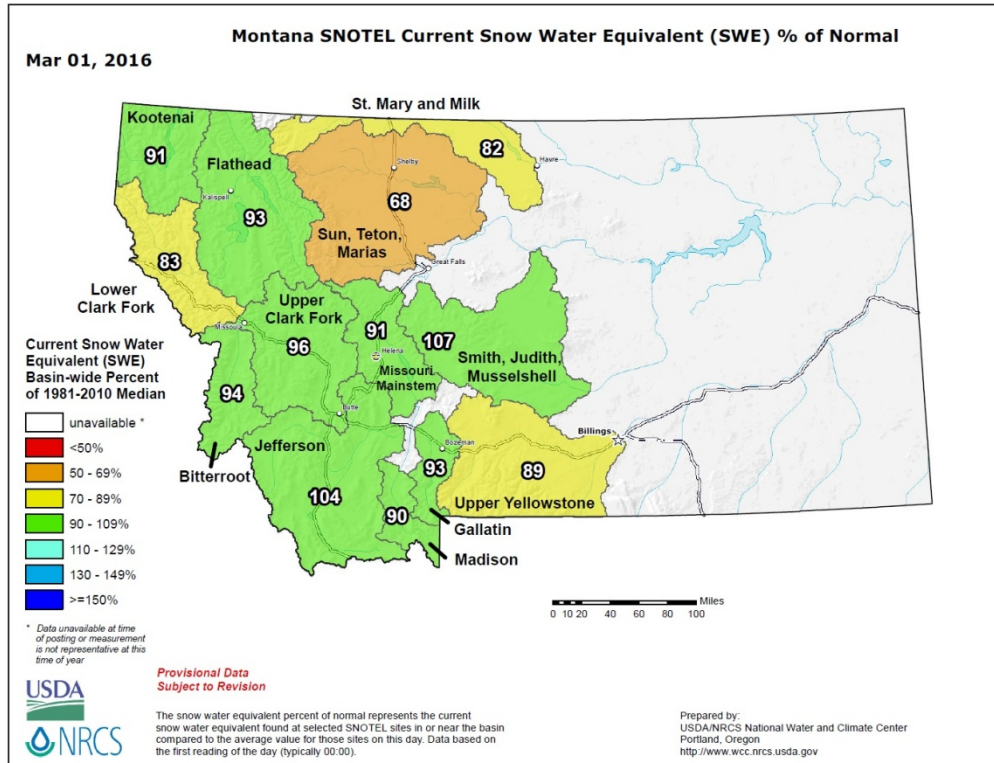 Montana SNOTEL Current Snow Water Equivalent (SWE) % of Normal
Mar 01, 2016
St. Mary and Milk
Kootenai
91
Flathead
82
Havre
Shelby
Kalispell
93
68
Sun, Teton,
Marias
83
Great Falls
Lower
Clark Fork
Upper
Clark Fork
Missoula
91
107
96
Helena
Smith, Judith,
Musselshell
Missouri
Mainstem
94
Butte
Jefferson
Bitterroot
Bozeman
93
Billings
89
Upper Yellowstone
104
90
Gallatin
Madison
Current Snow Water
Equivalent (SWE)
Basin-wide Percent
of 1981-2010 Median
unavailable *
<50%
50 - 69%
70 - 89%
90 - 109%
110 - 129%
130 - 149%
>=150%
* Data unavailable at time
of posting or measurement
is not representative at this
time of year
Miles
0 10 20 40 60 80 100
Provisional Data
Subject to Revision
USDA
NRCS
The snow water equivalent percent of normal represents the current
snow water equivalent found at selected SNOTEL sites in or near the basin
compared to the average value for those sites on this day. Data based on
the first reading of the day (typically 00:00).
Prepared by:
USDA/NRCS National Water and Climate Center
Portland, Oregon
http://www.wcc.nrcs.usda.gov